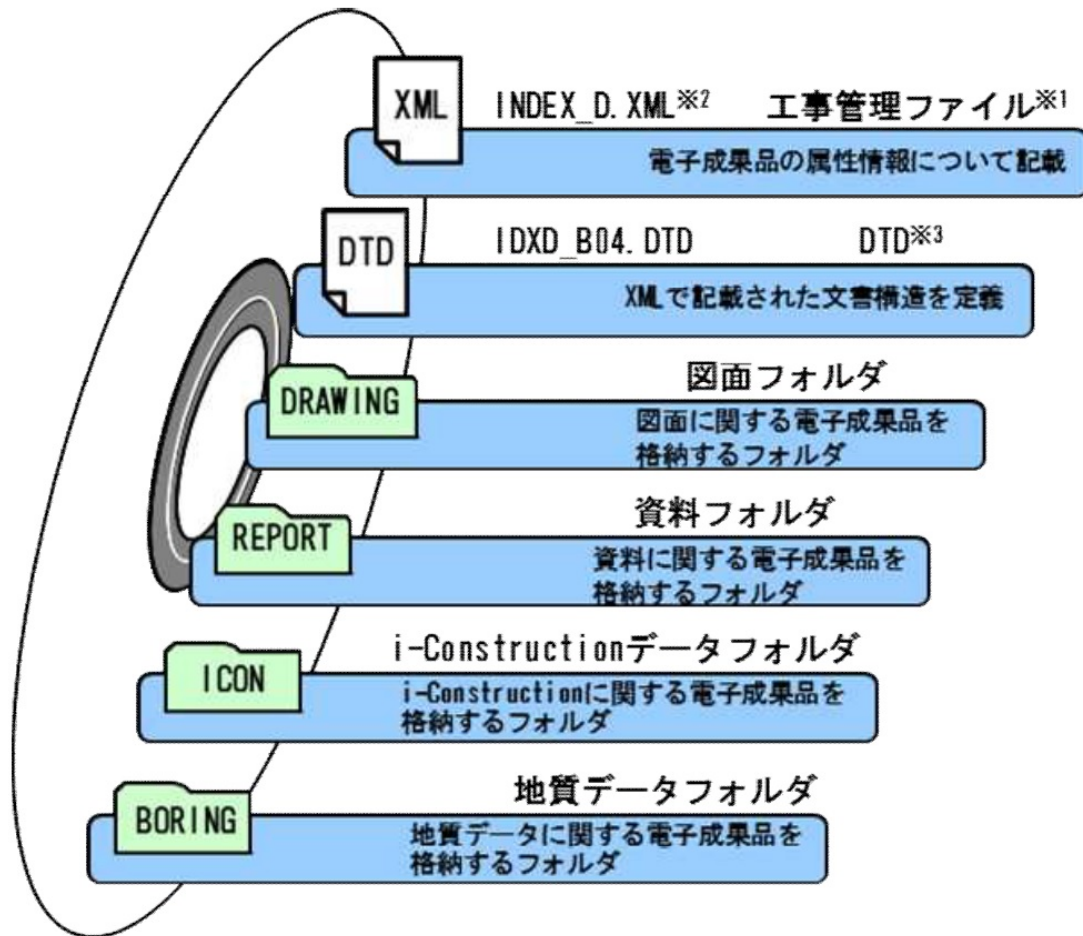 XML INDEX_D.XML※2 工事管理ファイル※1
電子成果品の属性情報について記載
DTD IDXD_B04.DTD DTD※3
XMLで記載された文書構造を定義
図面フォルダ
DRAWING
図面に関する電子成果品を
格納するフォルダ
資料フォルダ
REPORT
資料に関する電子成果品を
格納するフォルダ
i-Constructionデータフォルダ
ICON
i-Constructionに関する電子成果品を
格納するフォルダ
地質データフォルダ
BORING
地質データに関する電子成果品を
格納するフォルダ